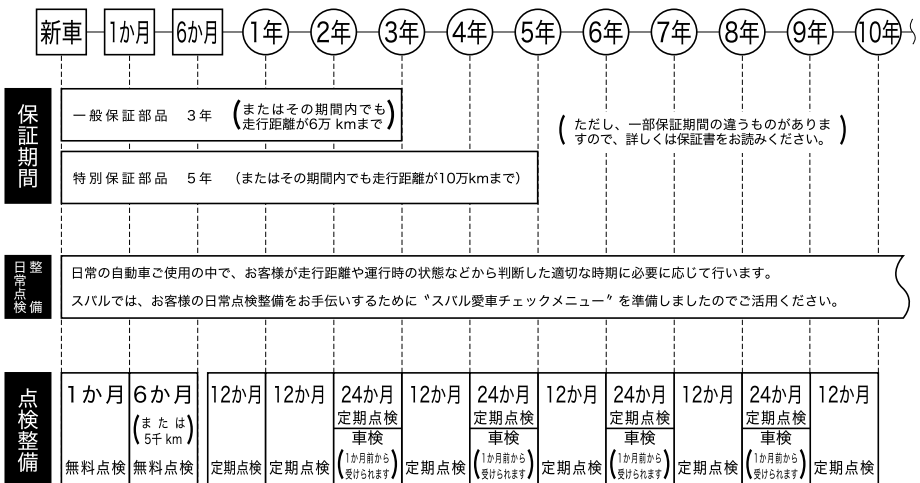 新車 1か月 6か月 1年 2年 3年 4年 5年 6年 7年 8年 9年 10年
保証期間
一般保証部品 3年 (またはその期間内でも
走行距離が6万 kmまで)
(ただし、一部保証期間の違うものがありま
すので、詳しくは保証書をお読みください。)
特別保証部品 5年 (またはその期間内でも走行距離が10万kmまで)
日常点検
整備
日常の自動車ご使用の中で、お客様が走行距離や運行時の状態などから判断した適切な時期に必要に応じて行います。
スバルでは、お客様の日常点検整備をお手伝いするために〝スバル愛車チェックメニュー〞を準備しましたのでご活用ください。
点検整備
1か月
無料点検
6か月
(または
5千km)
無料点検
12か月
定期点検
12か月
定期点検
24か月
定期点検
車検
(1か月前から
受けられます)
12か月
定期点検
24か月
定期点検
車検
(1か月前から
受けられます)
12か月
定期点検
24か月
定期点検
車検
(1か月前から
受けられます)
12か月
定期点検
24か月
定期点検
車検
(1か月前から
受けられます)
12か月
定期点検